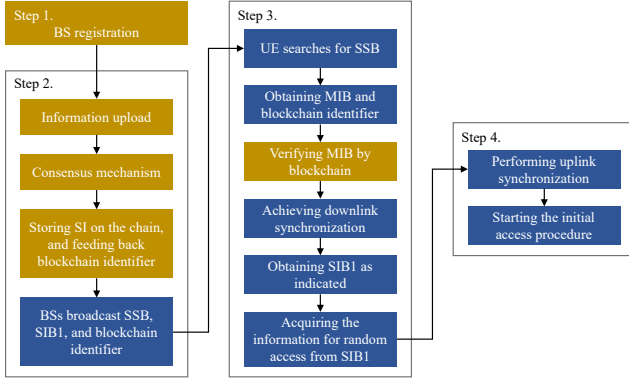 Step 1.
BS registration
Step 2.
Information upload
Consensus mechanism
Storing SI on the chain,
and feeding back
blockchain identifier
BSs broadcast SSB,
SIB1, and blockchain
identifier
Step 3.
UE searches for SSB
Obtaining MIB and
blockchain identifier
Verifying MIB by
blockchain
Achieving downlink
synchronization
Obtaining SIB1 as
indicated
Acquiring the
information for random
access from SIB1
Step 4.
Performing uplink
synchronization
Starting the initial
access procedure